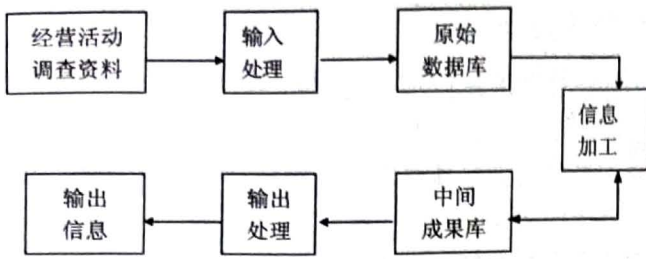 经营活动
调查资料
输入
处理
原始
数据库
信息
加工
中间
成果库
输出
处理
输出
信息